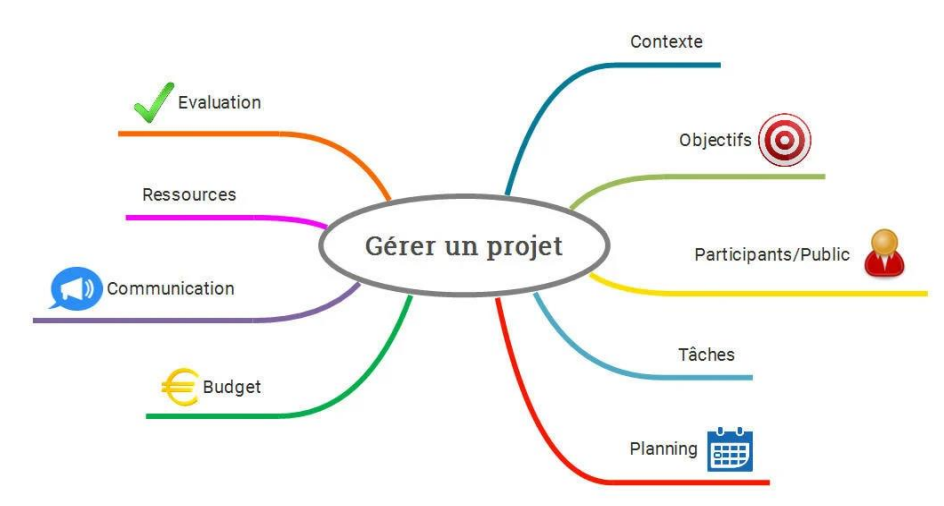 Gérer un projet
Contexte
Objectifs
Participants/Public
Tâches
Planning
Budget
Communication
Ressources
Evaluation